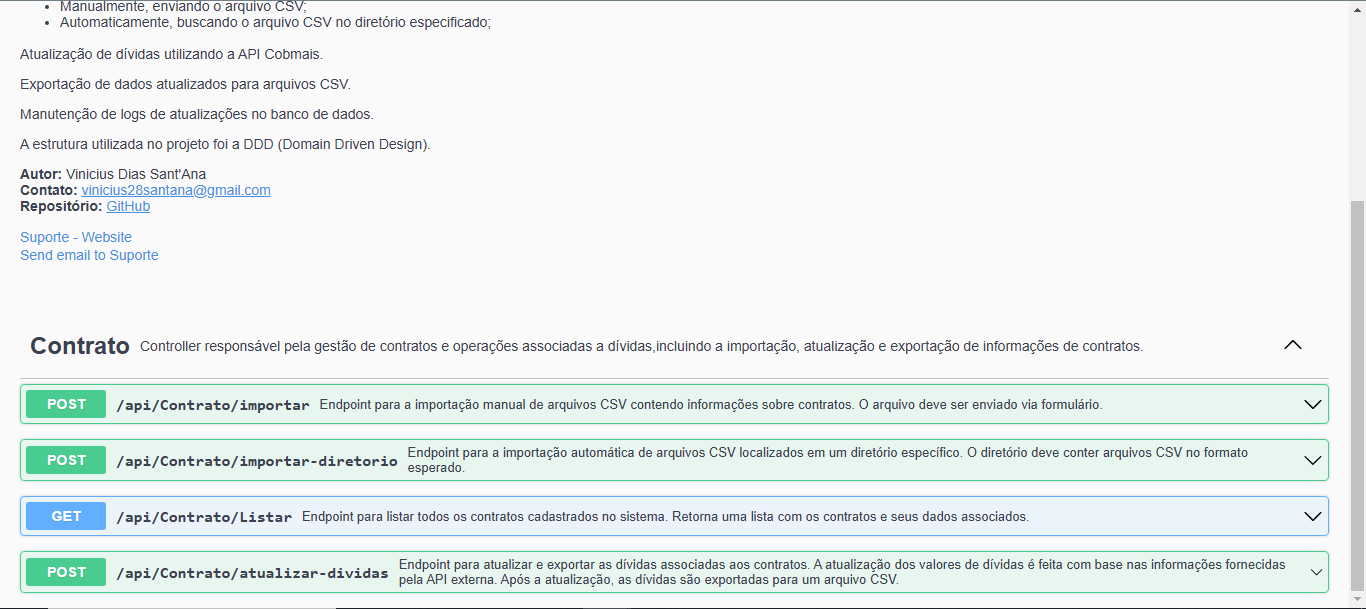 Manualmente, enviando o arquivo CSV;
Automaticamente, buscando o arquivo CSV no diretório especificado;
Atualização de dívidas utilizando a API Cobmais.
Exportação de dados atualizados para arquivos CSV.
Manutenção de logs de atualizações no banco de dados.
A estrutura utilizada no projeto foi a DDD (Domain Driven Design).
Autor: Vinicius Dias Sant'Ana
Contato: vinicius28santana@gmail.com
Repositório: GitHub
Suporte - Website
Send email to Suporte
Contrato Controller responsável pela gestão de contratos e operações associadas a dívidas,incluindo a importação, atualização e exportação de informações de contratos.
POST /api/Contrato/importar Endpoint para a importação manual de arquivos CSV contendo informações sobre contratos. O arquivo deve ser enviado via formulário.
POST /api/Contrato/importar-diretorio Endpoint para a importação automática de arquivos CSV localizados em um diretório específico. O diretório deve conter arquivos CSV no formato
esperado.
GET /api/Contrato/Listar Endpoint para listar todos os contratos cadastrados no sistema. Retorna uma lista com os contratos e seus dados associados.
POST /api/Contrato/atualizar-dividas Endpoint para atualizar e exportar as dívidas associadas aos contratos. A atualização dos valores de dívidas é feita com base nas informações fornecidas
pela API externa. Após a atualização, as dívidas são exportadas para um arquivo CSV.